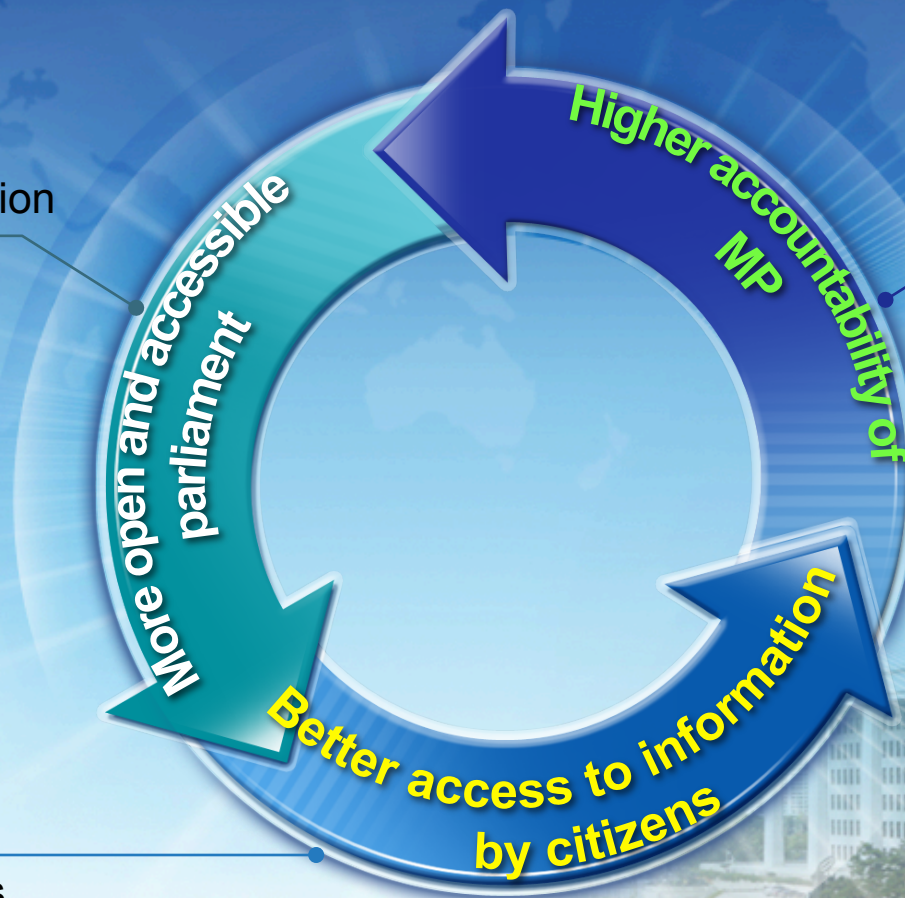 Higher accountability of
MP
ion
More open and accessible
parliament
Better access to information
by citizens
s